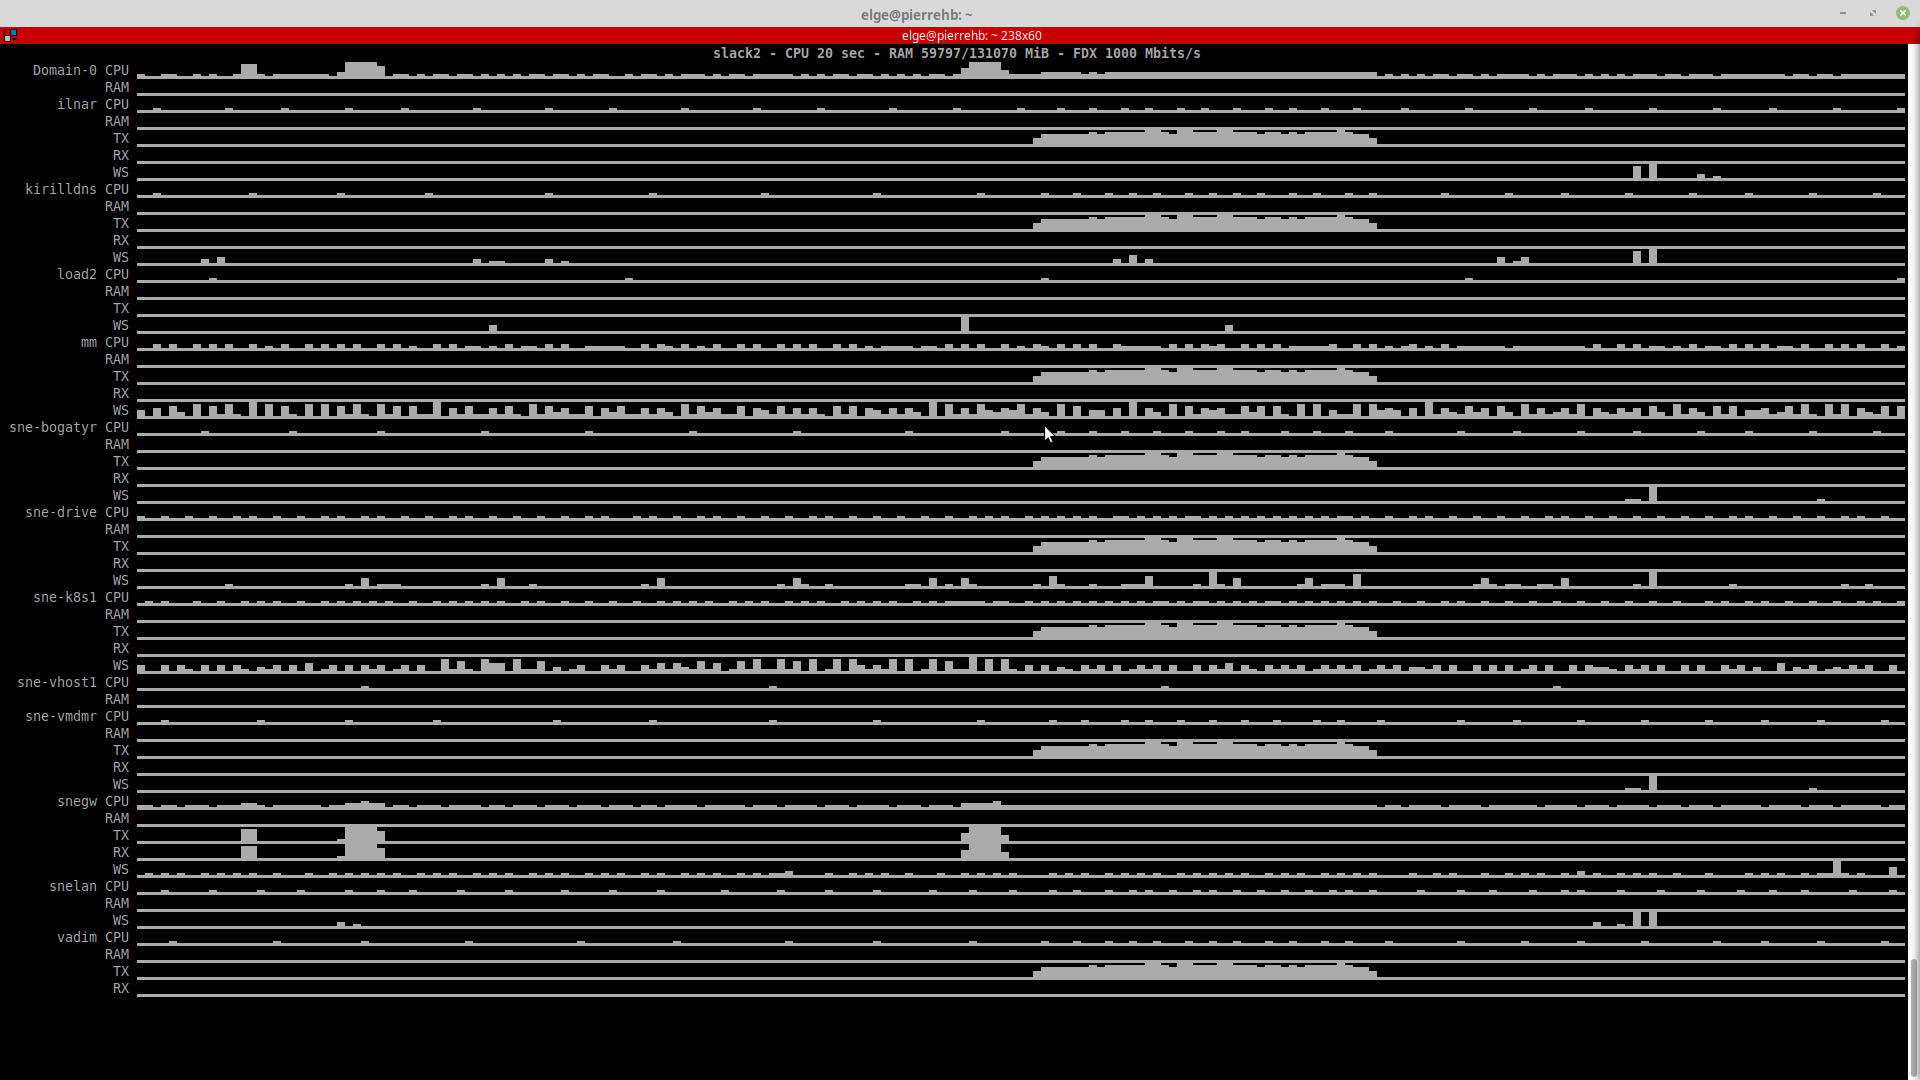 elge@pierrehb: ~
elge@pierrehb: ~ 238x60
slack2 - CPU 20 sec - RAM 59797/131070 MiB - FDX 1000 Mbits/s
Domain-0 CPU
RAM
ilnar CPU
RAM
TX
RX
WS
kirilldns CPU
RAM
TX
RX
WS
load2 CPU
RAM
TX
WS
mm CPU
RAM
TX
RX
WS
sne-bogatyr CPU
RAM
TX
RX
WS
sne-drive CPU
RAM
TX
RX
WS
sne-k8s1 CPU
RAM
TX
RX
WS
sne-vhost1 CPU
RAM
sne-vmdmr CPU
RAM
TX
RX
WS
snegw CPU
RAM
TX
RX
WS
snelan CPU
RAM
WS
vadim CPU
RAM
TX
RX